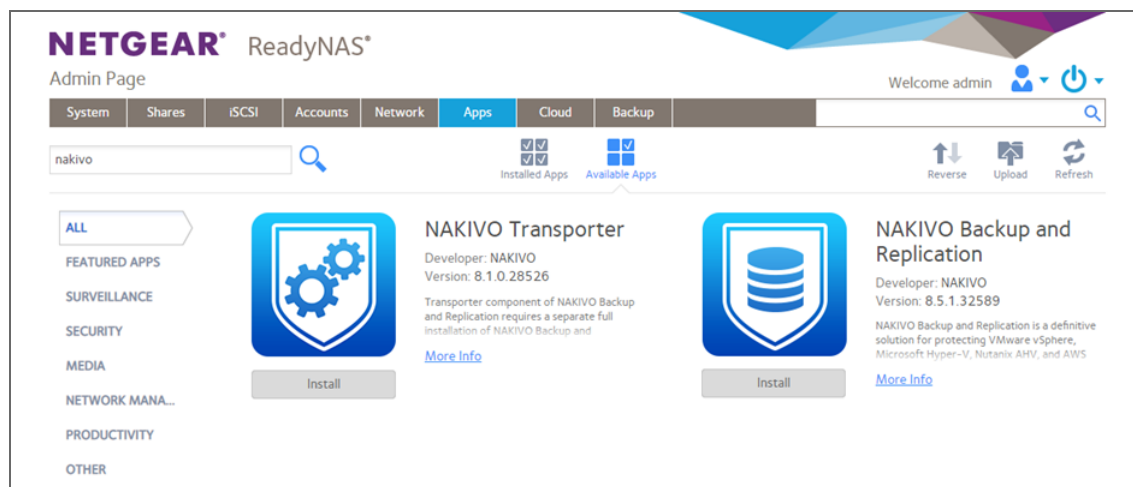 NETGEAR® ReadyNAS®
Admin Page
Welcome admin
System Shares iSCSI Accounts Network Apps Cloud Backup
nakivo
Installed Apps Available Apps
Reverse Upload Refresh
ALL
FEATURED APPS
SURVEILLANCE
SECURITY
MEDIA
NETWORK MANA...
PRODUCTIVITY
OTHER
NAKIVO Transporter
Developer: NAKIVO
Version: 8.1.0.28526
Transporter component of NAKIVO Backup
and Replication requires a separate full
installation of NAKIVO Backup and
More Info
Install
NAKIVO Backup and
Replication
Developer: NAKIVO
Version: 8.5.1.32589
NAKIVO Backup and Replication is a definitive
solution for protecting VMware vSphere,
Microsoft Hyper-V, Nutanix AHV, and AWS
More Info
Install